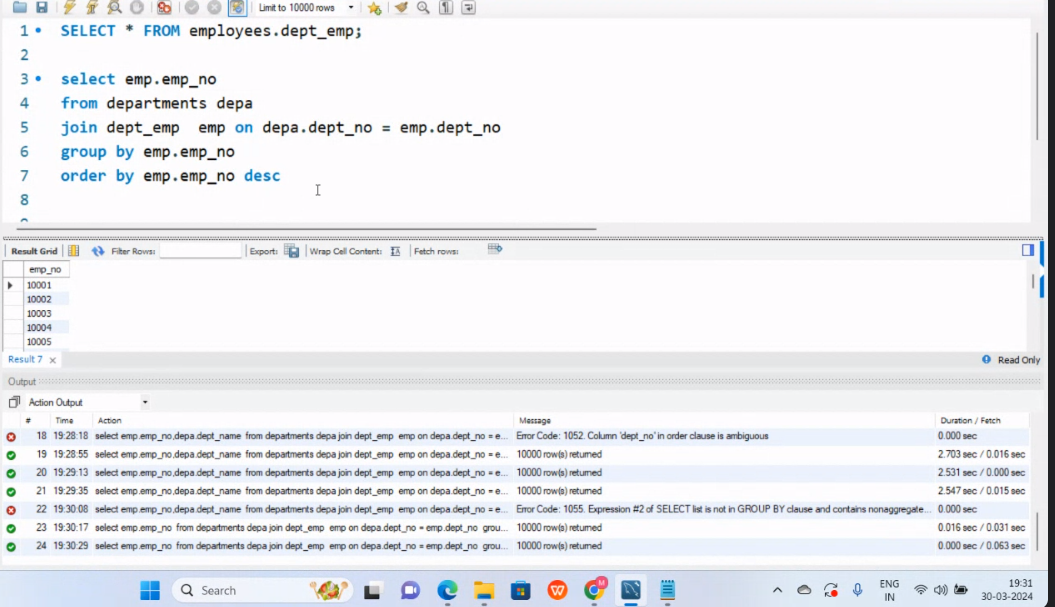 Limit to 10000 rows
1 SELECT * FROM employees.dept_emp;
2
3 select emp.emp_no
4 from departments depa
5 join dept_emp  emp on depa.dept_no = emp.dept_no
6 group by emp.emp_no
7 order by emp.emp_no desc
8
Result Grid Filter Rows: Export: Wrap Cell Content: Fetch rows:
emp_no
10001
10002
10003
10004
10005
Result 7 Read Only
Output
Action Output
# Time Action Message Duration / Fetch
18 19:28:18 select emp.emp_no,depa.dept_name from departments depa join dept_emp emp on depa.dept_no = e... Error Code: 1052. Column 'dept_no' in order clause is ambiguous 0.000 sec
19 19:28:55 select emp.emp_no,depa.dept_name from departments depa join dept_emp emp on depa.dept_no = e... 10000 row(s) returned 2.703 sec / 0.016 sec
20 19:29:13 select emp.emp_no,depa.dept_name from departments depa join dept_emp emp on depa.dept_no = e... 10000 row(s) returned 2.531 sec / 0.000 sec
21 19:29:35 select emp.emp_no,depa.dept_name from departments depa join dept_emp emp on depa.dept_no = e... 10000 row(s) returned 2.547 sec / 0.015 sec
22 19:30:08 select emp.emp_no,depa.dept_name from departments depa join dept_emp emp on depa.dept_no = e... Error Code: 1055. Expression #2 of SELECT list is not in GROUP BY clause and contains nonaggregate... 0.000 sec
23 19:30:17 select emp.emp_no from departments depa join dept_emp emp on depa.dept_no = emp.dept_no grou... 10000 row(s) returned 0.016 sec / 0.031 sec
24 19:30:29 select emp.emp_no from departments depa join dept_emp emp on depa.dept_no = emp.dept_no grou... 10000 row(s) returned 0.000 sec / 0.063 sec
Search
ENG
IN
19:31
30-03-2024